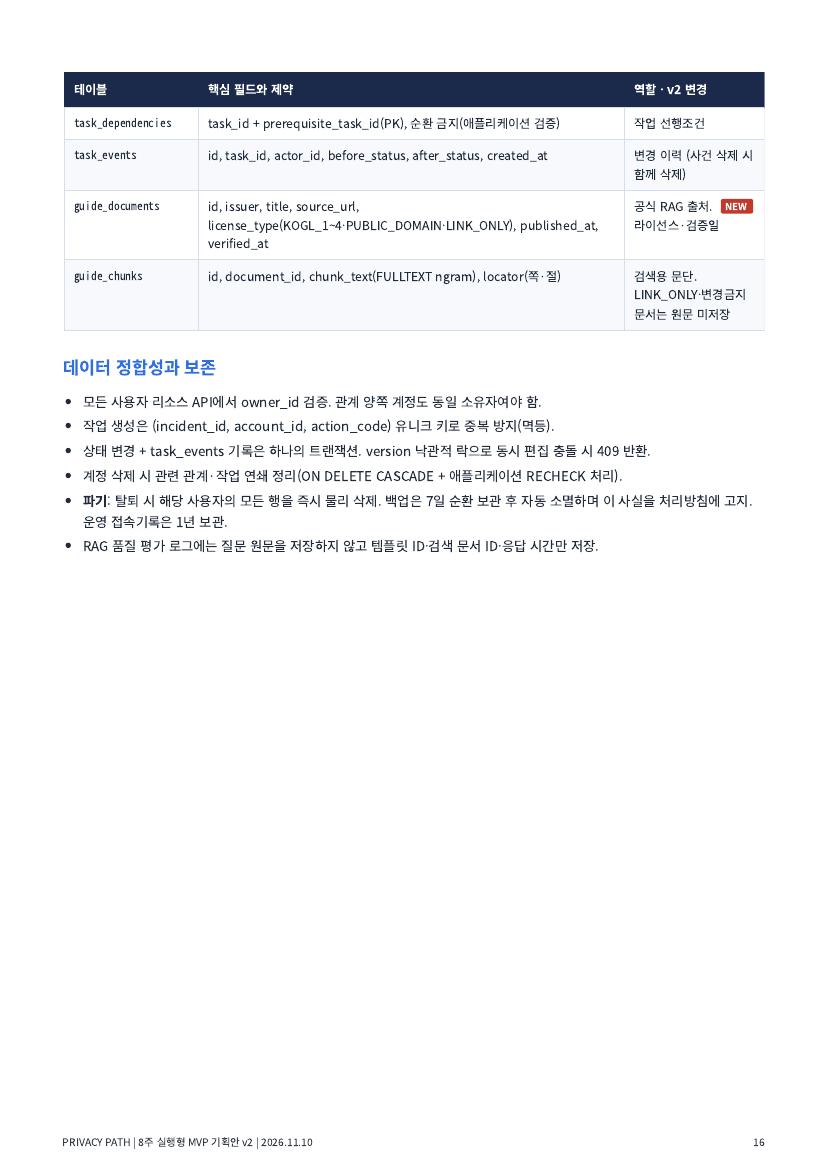 테이블 핵심 필드와 제약 역할 · v2 변경
task_dependencies task_id + prerequisite_task_id(PK), 순환 금지(애플리케이션 검증) 작업 선행조건
task_events id, task_id, actor_id, before_status, after_status, created_at 변경 이력 (사건 삭제 시
함께 삭제)
guide_documents id, issuer, title, source_url,
license_type(KOGL_1~4·PUBLIC_DOMAIN·LINK_ONLY), published_at,
verified_at
공식 RAG 출처. NEW
라이선스·검증일
guide_chunks id, document_id, chunk_text(FULLTEXT ngram), locator(쪽·절) 검색용 문단.
LINK_ONLY·변경금지
문서는 원문 미저장
데이터 정합성과 보존
• 모든 사용자 리소스 API에서 owner_id 검증. 관계 양쪽 계정도 동일 소유자여야 함.
• 작업 생성은 (incident_id, account_id, action_code) 유니크 키로 중복 방지(멱등).
• 상태 변경 + task_events 기록은 하나의 트랜잭션. version 낙관적 락으로 동시 편집 충돌 시 409 반환.
• 계정 삭제 시 관련 관계·작업 연쇄 정리(ON DELETE CASCADE + 애플리케이션 RECHECK 처리).
• 파기: 탈퇴 시 해당 사용자의 모든 행을 즉시 물리 삭제. 백업은 7일 순환 보관 후 자동 소멸하며 이 사실을 처리방침에 고지.
운영 접속기록은 1년 보관.
• RAG 품질 평가 로그에는 질문 원문을 저장하지 않고 템플릿 ID·검색 문서 ID·응답 시간만 저장.
PRIVACY PATH | 8주 실행형 MVP 기획안 v2 | 2026.11.10 16